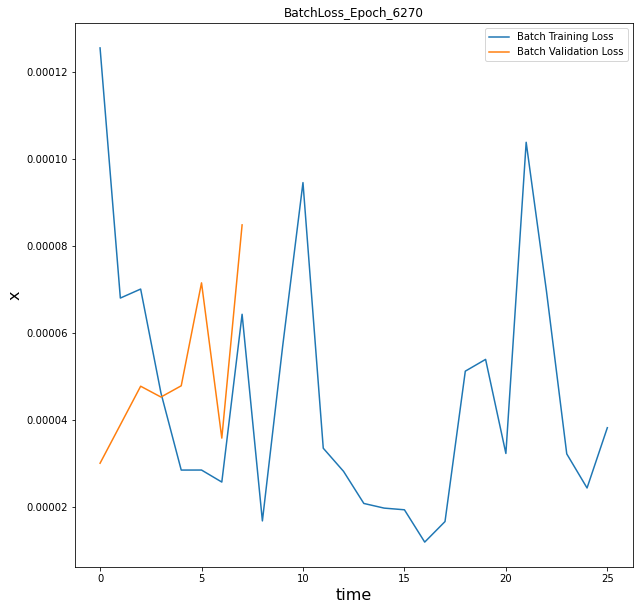 BatchLoss_Epoch_6270
Batch Training Loss
Batch Validation Loss
0.00012
0.00010
0.00008
0.00006
0.00004
0.00002
x
0 5 10 15 20 25
time